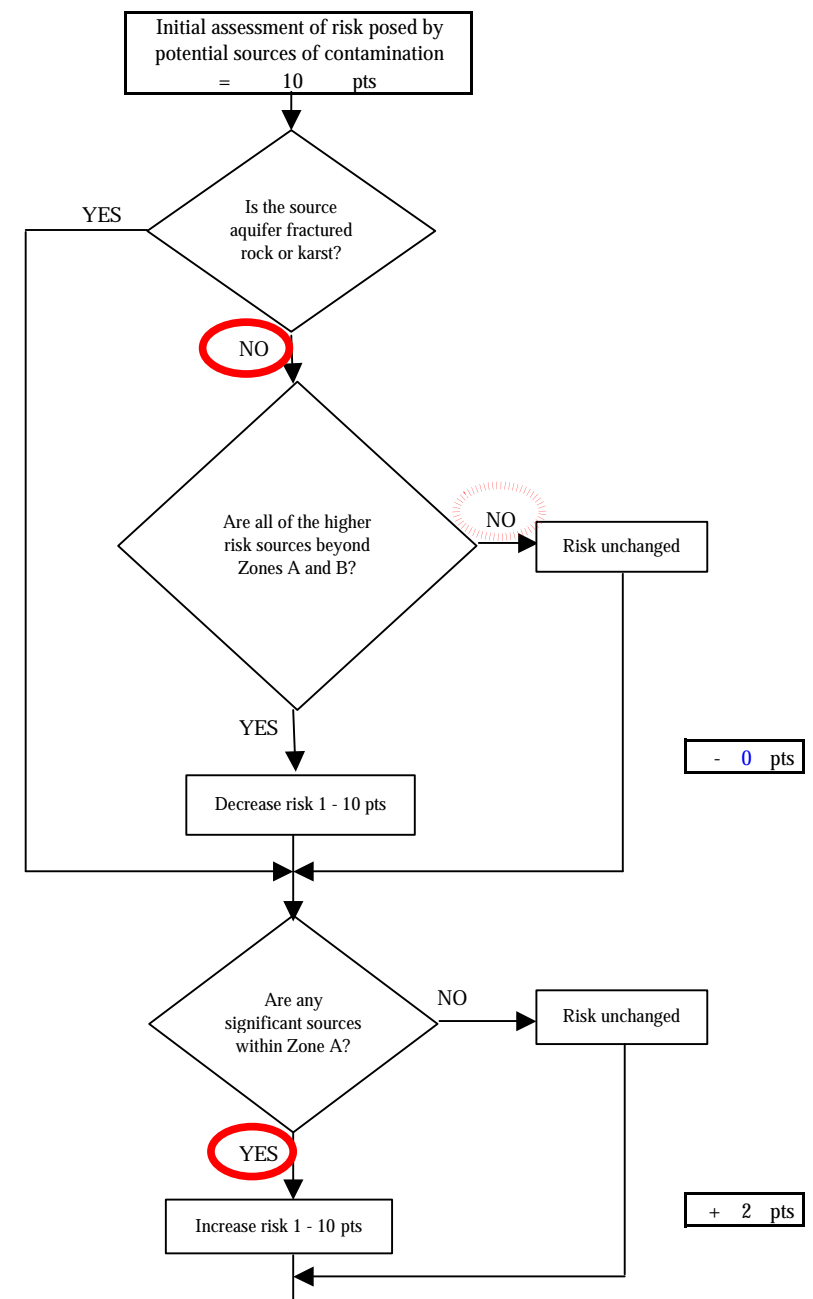 Initial assessment of risk posed by
potential sources of contamination
= 10 pts
YES
Is the source
aquifer fractured
rock or karst?
NO
Are all of the higher
risk sources beyond
Zones A and B?
NO
Risk unchanged
YES
- 0 pts
Decrease risk 1 - 10 pts
Are any
significant sources
within Zone A?
NO
Risk unchanged
YES
+ 2 pts
Increase risk 1 - 10 pts